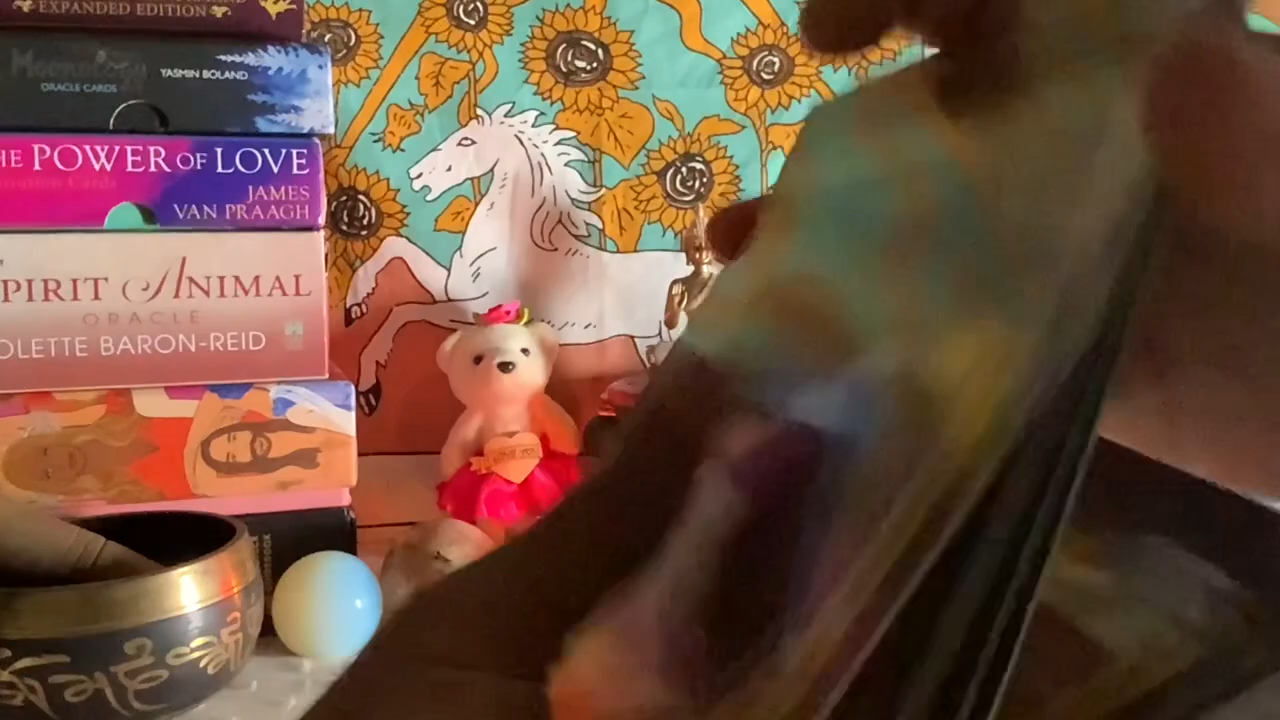 EXPANDED EDITION
Moonology
YASMIN BOLAND
ORACLE CARDS
HE POWER OF LOVE
JAMES
VAN PRAAGH
PIRIT ANIMAL
ORACLE
OLETTE BARON-REID